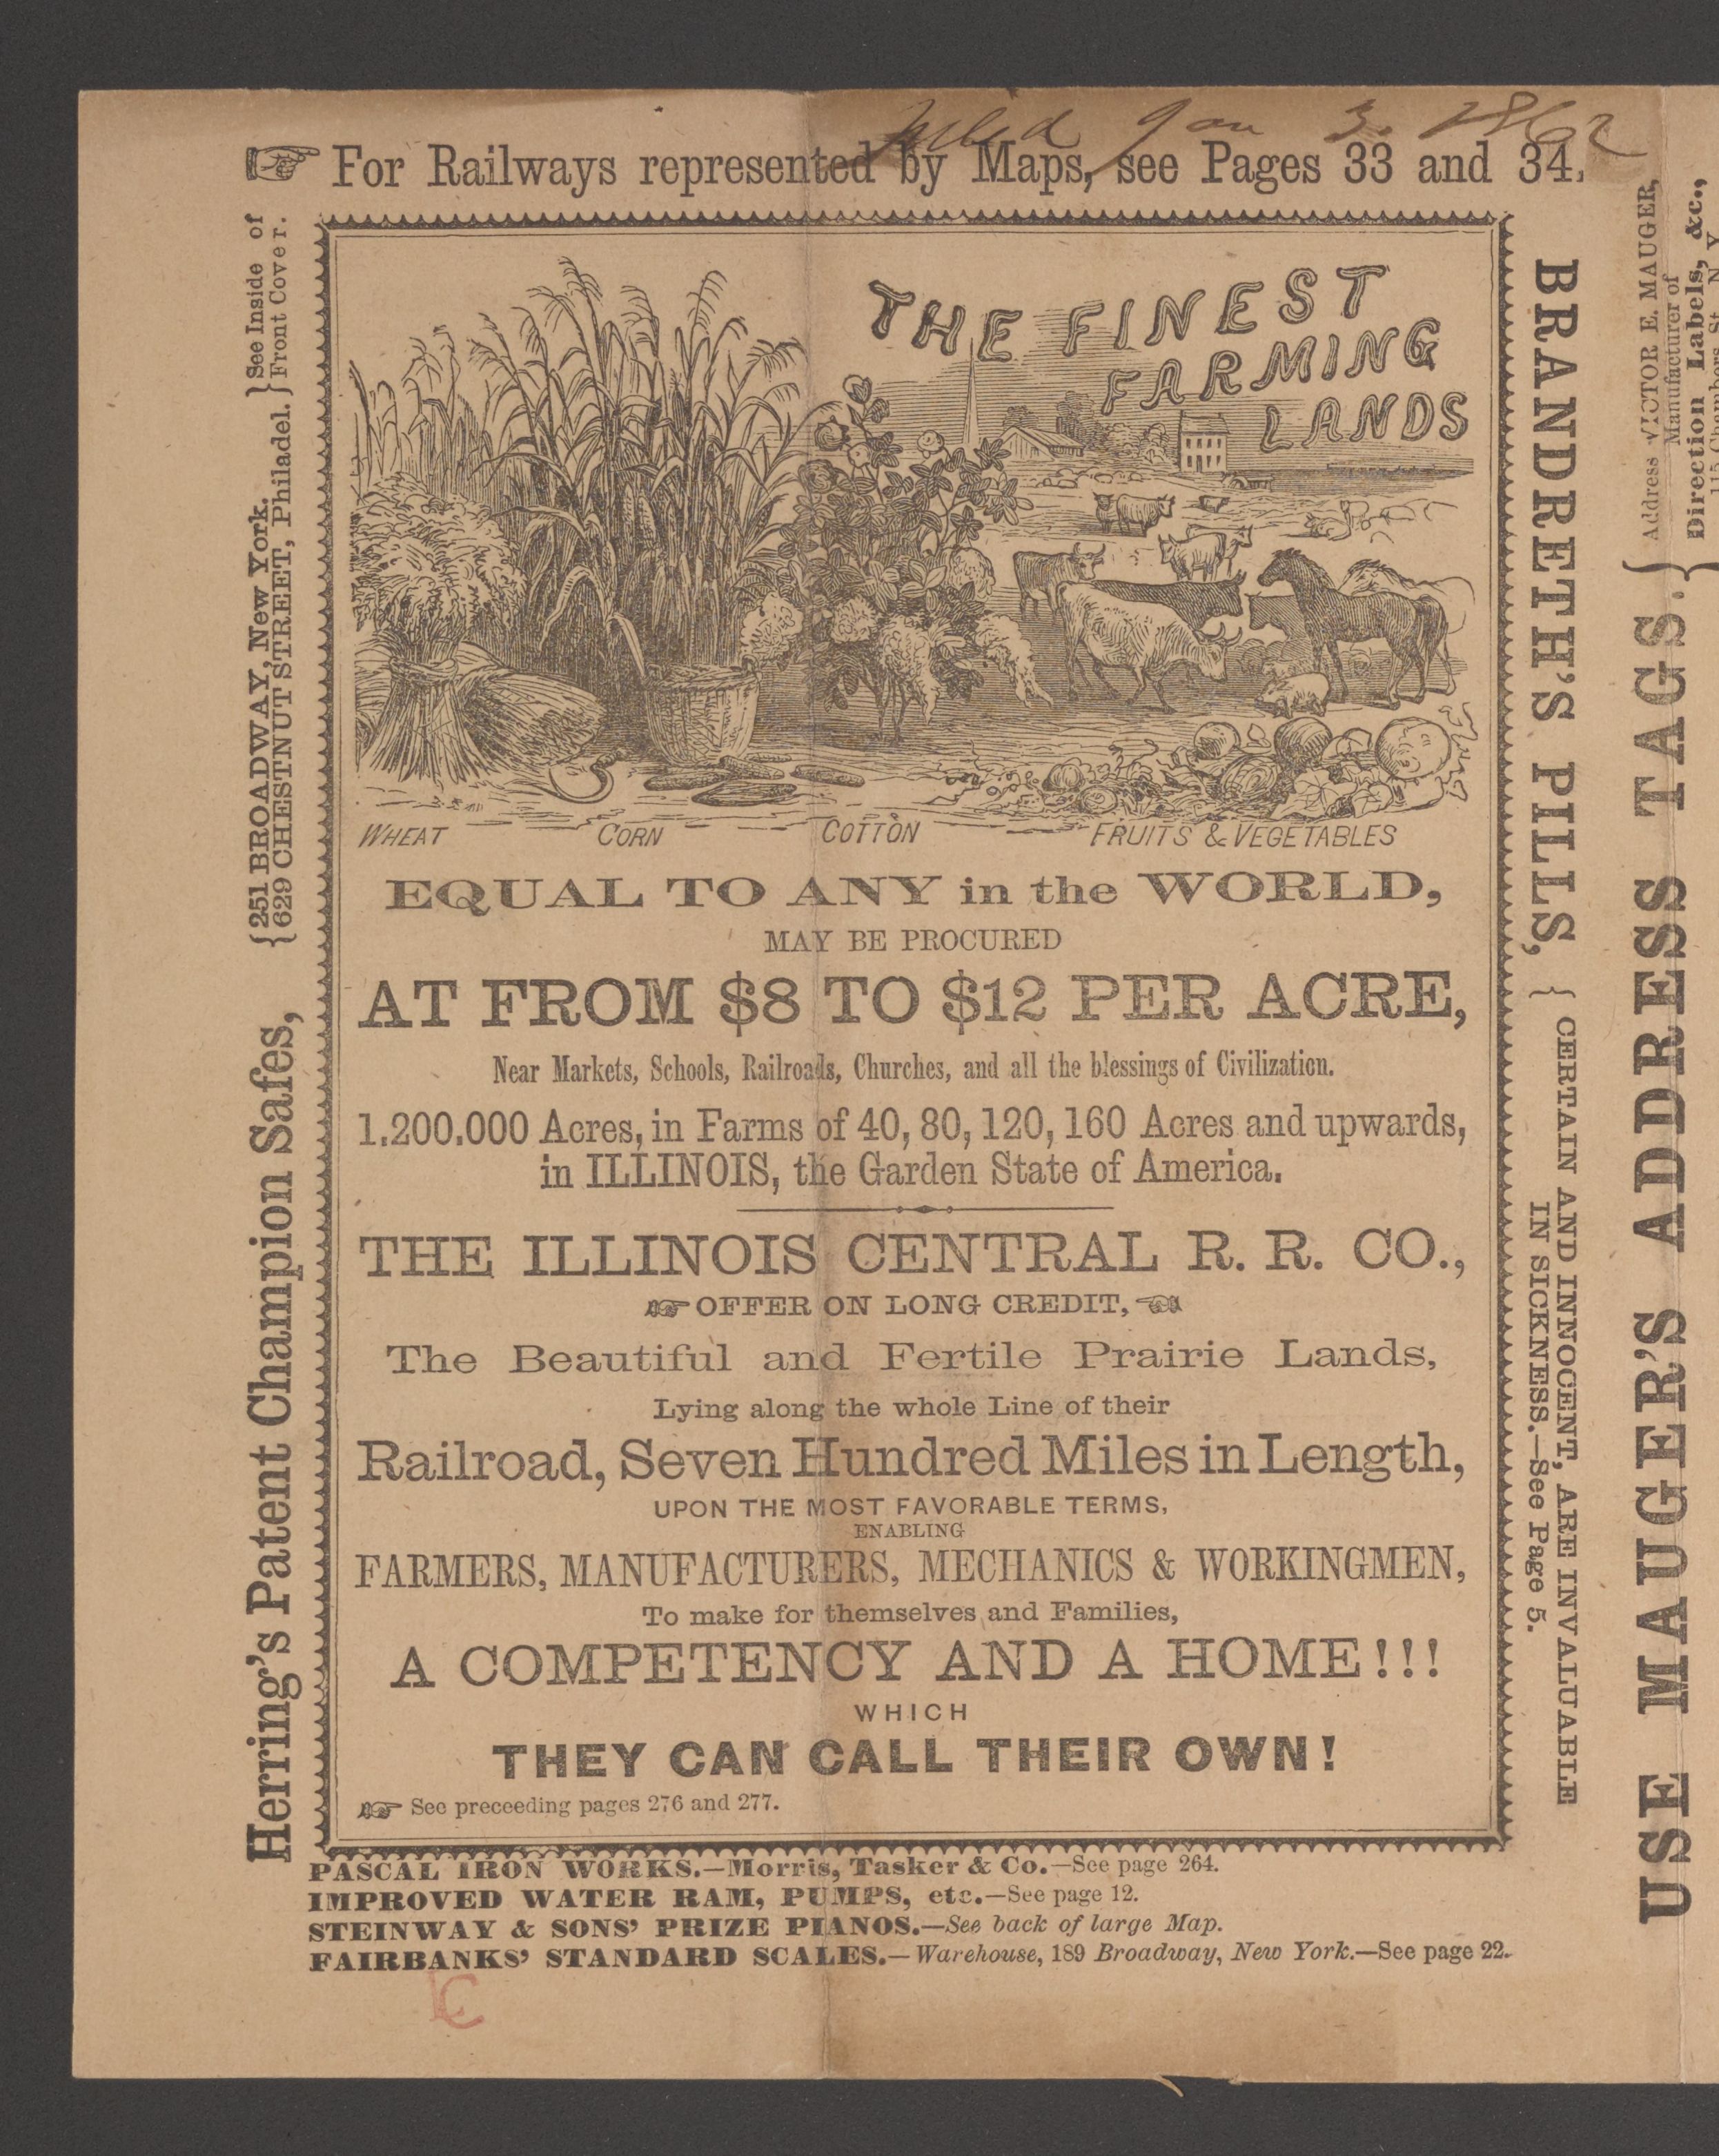 Filed Jan 3. 1862
For Railways represented by Maps, see Pages 33 and 34.
Herring's Patent Champion Safes, { 251 BROADWAY, New York. } See Inside of
{ 629 CHESTNUT STREET, Philadel. } Front Cover.
THE FINEST
FARMING
LANDS
WHEAT CORN COTTON FRUITS & VEGETABLES
EQUAL TO ANY in the WORLD,
MAY BE PROCURED
AT FROM $8 TO $12 PER ACRE,
Near Markets, Schools, Railroads, Churches, and all the blessings of Civilization.
1.200.000 Acres, in Farms of 40, 80, 120, 160 Acres and upwards,
in ILLINOIS, the Garden State of America.
THE ILLINOIS CENTRAL R. R. CO.,
OFFER ON LONG CREDIT,
The Beautiful and Fertile Prairie Lands,
Lying along the whole Line of their
Railroad, Seven Hundred Miles in Length,
UPON THE MOST FAVORABLE TERMS,
ENABLING
FARMERS, MANUFACTURERS, MECHANICS & WORKINGMEN,
To make for themselves and Families,
A COMPETENCY AND A HOME!!!
WHICH
THEY CAN CALL THEIR OWN!
See preceeding pages 276 and 277.
BRANDRETH'S PILLS, { CERTAIN AND INNOCENT, ARE INVALUABLE
IN SICKNESS.—See Page 5.
USE MAUGER'S ADDRESS TAGS. } Address VICTOR E. MAUGER,
Manufacturer of
Direction Labels, &c.,
115 Chambers St., N. Y.
PASCAL IRON WORKS.—Morris, Tasker & Co.—See page 264.
IMPROVED WATER RAM, PUMPS, etc.—See page 12.
STEINWAY & SONS' PRIZE PIANOS.—See back of large Map.
FAIRBANKS' STANDARD SCALES.—Warehouse, 189 Broadway, New York.—See page 22.
LC